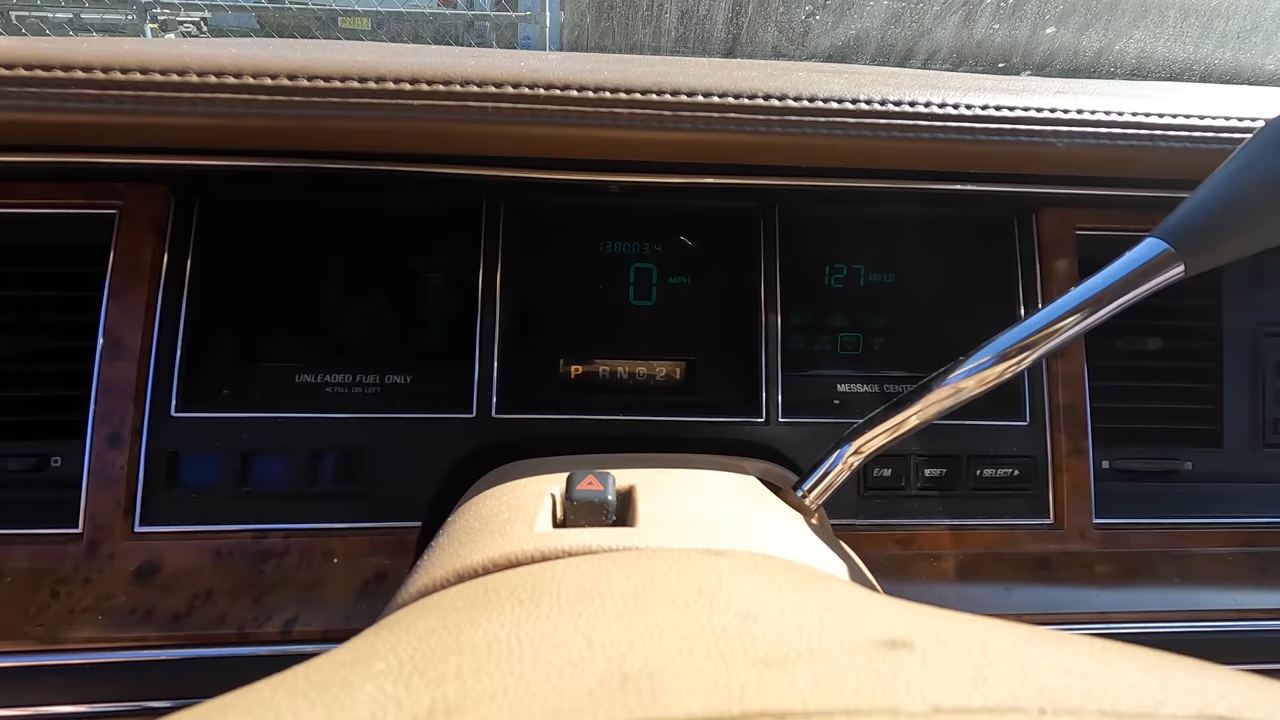 138003.4
0 MPH
127 MILES
UNLEADED FUEL ONLY
< FILL ON LEFT
P R N D 2 1
MESSAGE CENTER
E/M
RESET
< SELECT >